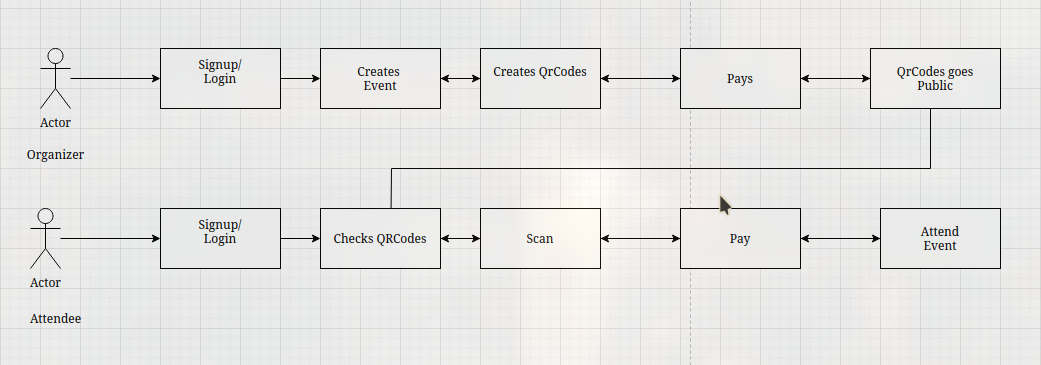 Signup/
Login
Creates
Event
Creates QrCodes
Pays
QrCodes goes
Public
Actor
Organizer
Signup/
Login
Checks QRCodes
Scan
Pay
Attend
Event
Actor
Attendee